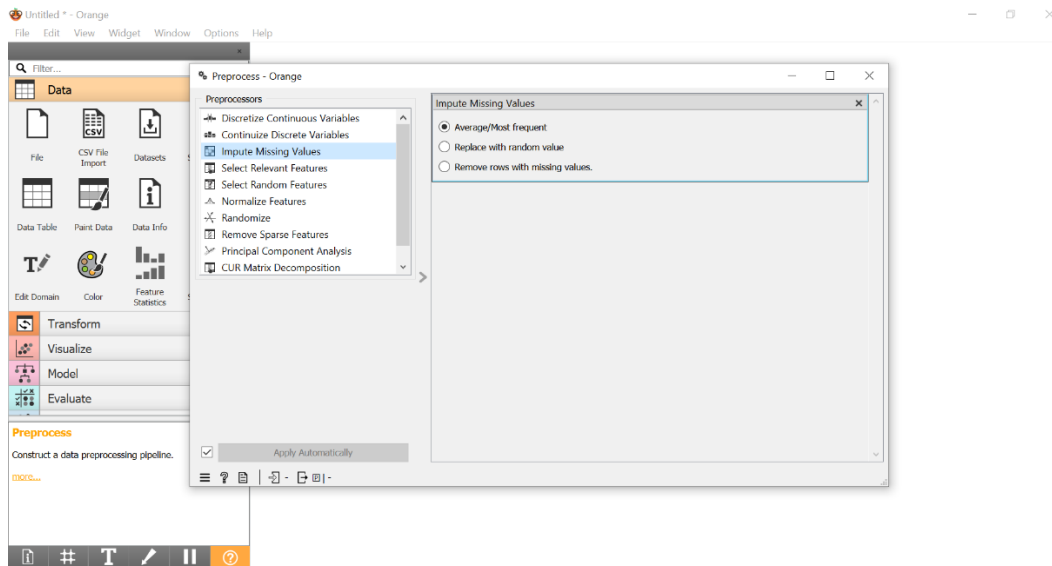 Untitled * - Orange
File Edit View Widget Window Options Help
Filter...
Data
File
CSV File Import
Datasets
Data Table
Paint Data
Data Info
Edit Domain
Color
Feature Statistics
Transform
Visualize
Model
Evaluate
Preprocess
Construct a data preprocessing pipeline.
more...
Preprocess - Orange
Preprocessors
Discretize Continuous Variables
Continuize Discrete Variables
Impute Missing Values
Select Relevant Features
Select Random Features
Normalize Features
Randomize
Remove Sparse Features
Principal Component Analysis
CUR Matrix Decomposition
Apply Automatically
Impute Missing Values
Average/Most frequent
Replace with random value
Remove rows with missing values.